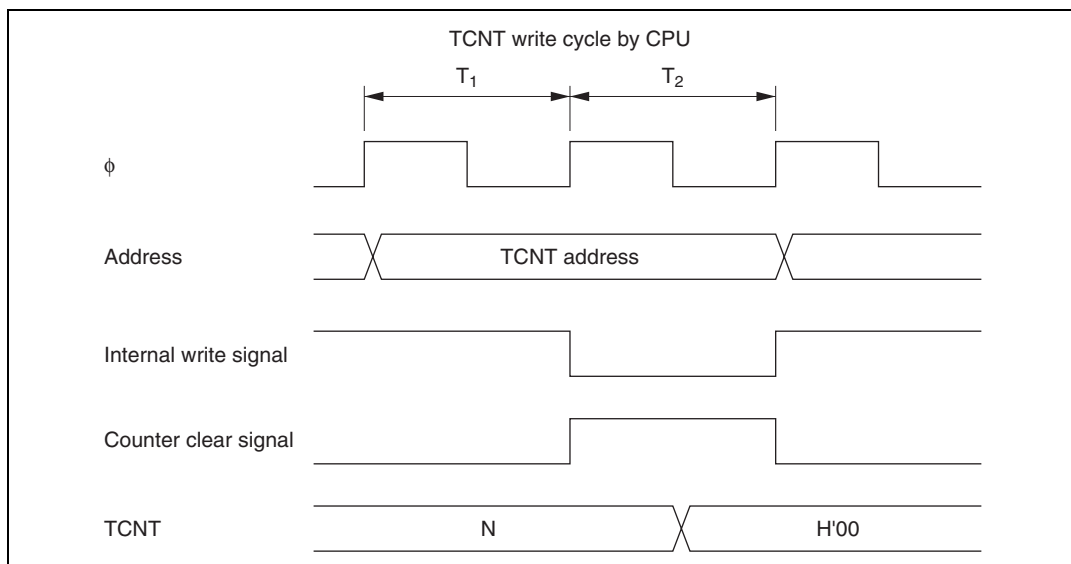 TCNT write cycle by CPU
T1 T2
φ
Address TCNT address
Internal write signal
Counter clear signal
TCNT N H'00